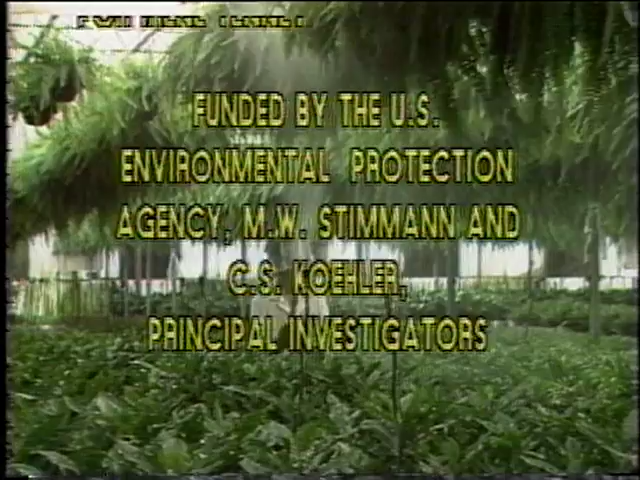 FUNDED BY THE U.S.
ENVIRONMENTAL PROTECTION
AGENCY, M.W. STIMMANN AND
C.S. KOEHLER,
PRINCIPAL INVESTIGATORS